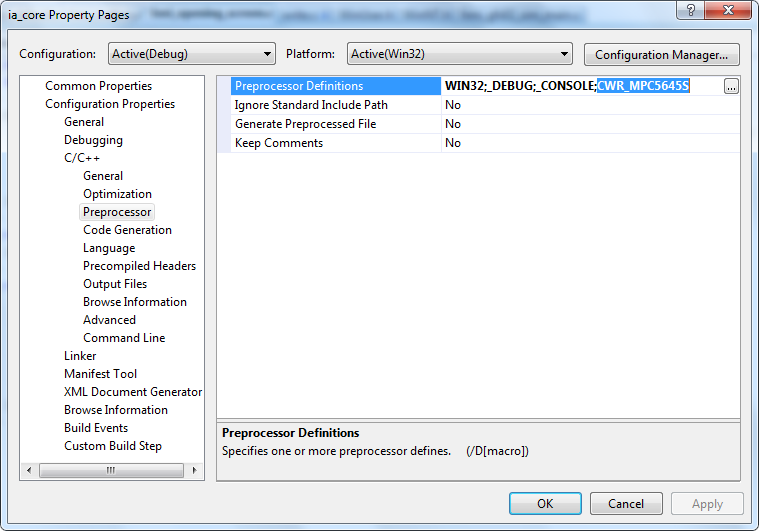 ia_core Property Pages
Configuration: Active(Debug) Platform: Active(Win32) Configuration Manager...
Common Properties
Configuration Properties
General
Debugging
C/C++
General
Optimization
Preprocessor
Code Generation
Language
Precompiled Headers
Output Files
Browse Information
Advanced
Command Line
Linker
Manifest Tool
XML Document Generator
Browse Information
Build Events
Custom Build Step
Preprocessor Definitions WIN32;_DEBUG;_CONSOLE;CWR_MPC5645S ...
Ignore Standard Include Path No
Generate Preprocessed File No
Keep Comments No
Preprocessor Definitions
Specifies one or more preprocessor defines. (/D[macro])
OK Cancel Apply